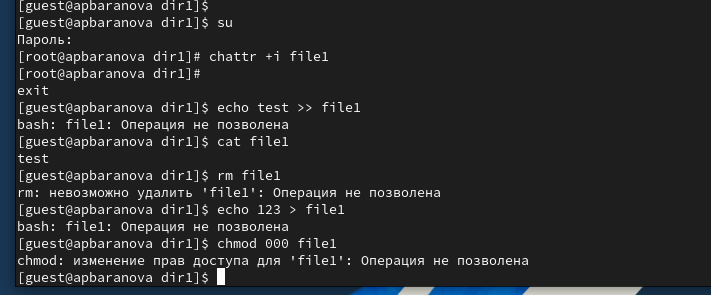 [guest@apbaranova dir1]$
[guest@apbaranova dir1]$ su
Пароль:
[root@apbaranova dir1]# chattr +i file1
[root@apbaranova dir1]#
exit
[guest@apbaranova dir1]$ echo test >> file1
bash: file1: Операция не позволена
[guest@apbaranova dir1]$ cat file1
test
[guest@apbaranova dir1]$ rm file1
rm: невозможно удалить 'file1': Операция не позволена
[guest@apbaranova dir1]$ echo 123 > file1
bash: file1: Операция не позволена
[guest@apbaranova dir1]$ chmod 000 file1
chmod: изменение прав доступа для 'file1': Операция не позволена
[guest@apbaranova dir1]$